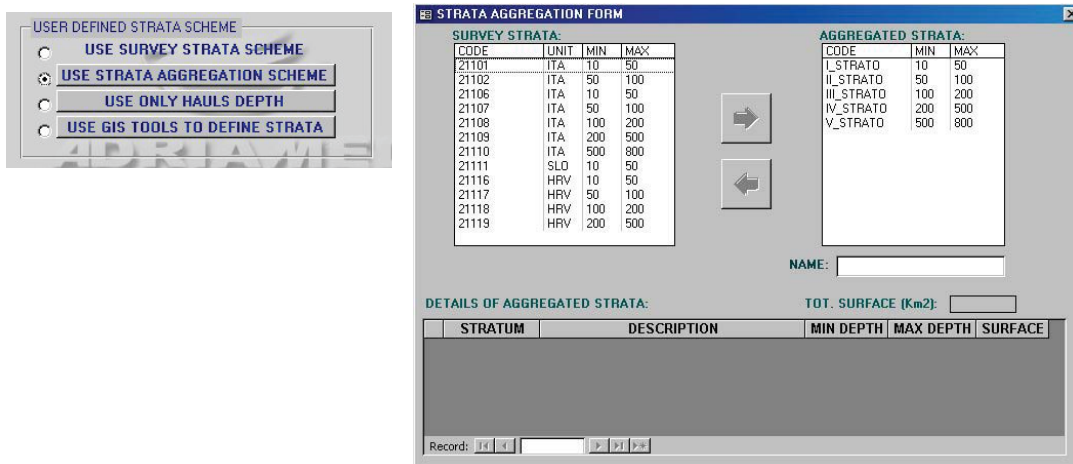 USER DEFINED STRATA SCHEME
USE SURVEY STRATA SCHEME
USE STRATA AGGREGATION SCHEME
USE ONLY HAULS DEPTH
USE GIS TOOLS TO DEFINE STRATA
ADRIAME
STRATA AGGREGATION FORM
SURVEY STRATA:
CODE UNIT MIN MAX
21101 ITA 10 50
21102 ITA 50 100
21106 ITA 10 50
21107 ITA 50 100
21108 ITA 100 200
21109 ITA 200 500
21110 ITA 500 800
21111 SLO 10 50
21116 HRV 10 50
21117 HRV 50 100
21118 HRV 100 200
21119 HRV 200 500
AGGREGATED STRATA:
CODE MIN MAX
I_STRATO 10 50
II_STRATO 50 100
III_STRATO 100 200
IV_STRATO 200 500
V_STRATO 500 800
NAME:
DETAILS OF AGGREGATED STRATA:
TOT. SURFACE (Km2):
STRATUM DESCRIPTION MIN DEPTH MAX DEPTH SURFACE
Record: